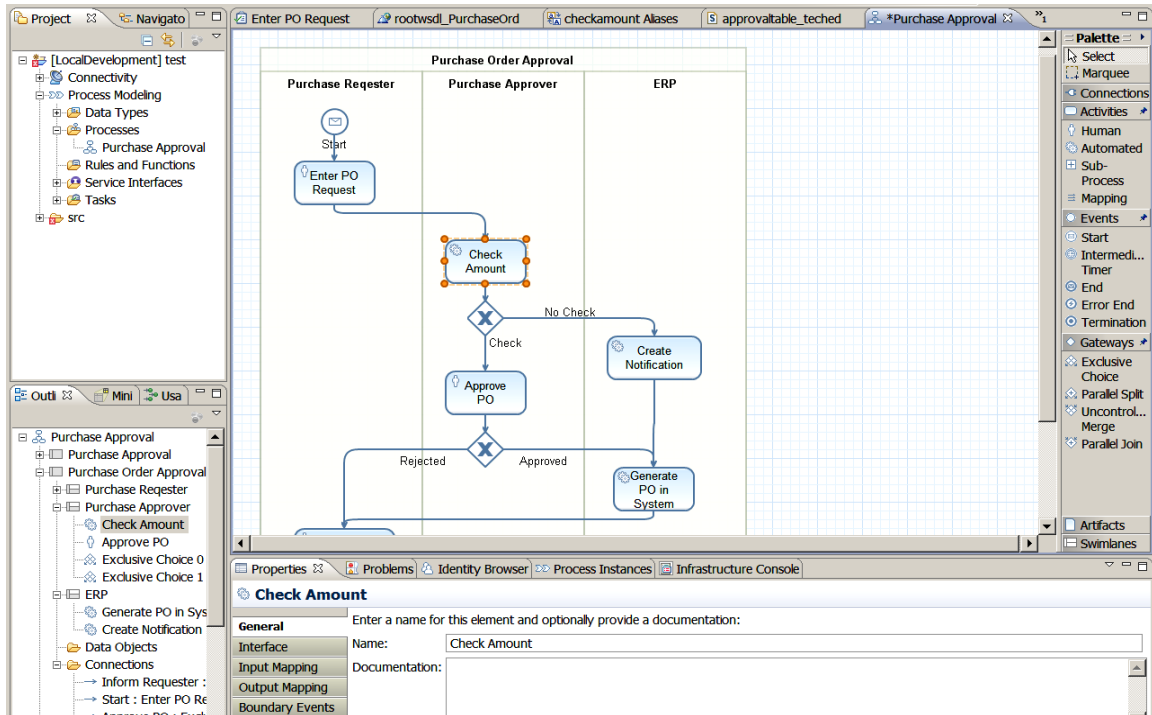 Project
Navigato
Enter PO Request
rootwsdl_PurchaseOrd
checkamount Aliases
approvaltable_teched
*Purchase Approval
»1
[LocalDevelopment] test
Connectivity
Process Modeling
Data Types
Processes
Purchase Approval
Rules and Functions
Service Interfaces
Tasks
src
Purchase Order Approval
Purchase Reqester
Purchase Approver
ERP
Start
Enter PO
Request
Check
Amount
No Check
Check
Create
Notification
Approve
PO
Rejected
Approved
Generate
PO in
System
Palette
Select
Marquee
Connections
Activities
Human
Automated
Sub-
Process
Mapping
Events
Start
Intermedi...
Timer
End
Error End
Termination
Gateways
Exclusive
Choice
Parallel Split
Uncontrol...
Merge
Parallel Join
Artifacts
Swimlanes
Outli
Mini
Usa
Purchase Approval
Purchase Approval
Purchase Order Approval
Purchase Reqester
Purchase Approver
Check Amount
Approve PO
Exclusive Choice 0
Exclusive Choice 1
ERP
Generate PO in Sys
Create Notification
Data Objects
Connections
Inform Requester :
Start : Enter PO Re
Properties
Problems
Identity Browser
Process Instances
Infrastructure Console
Check Amount
General
Interface
Input Mapping
Output Mapping
Boundary Events
Enter a name for this element and optionally provide a documentation:
Name:
Check Amount
Documentation: